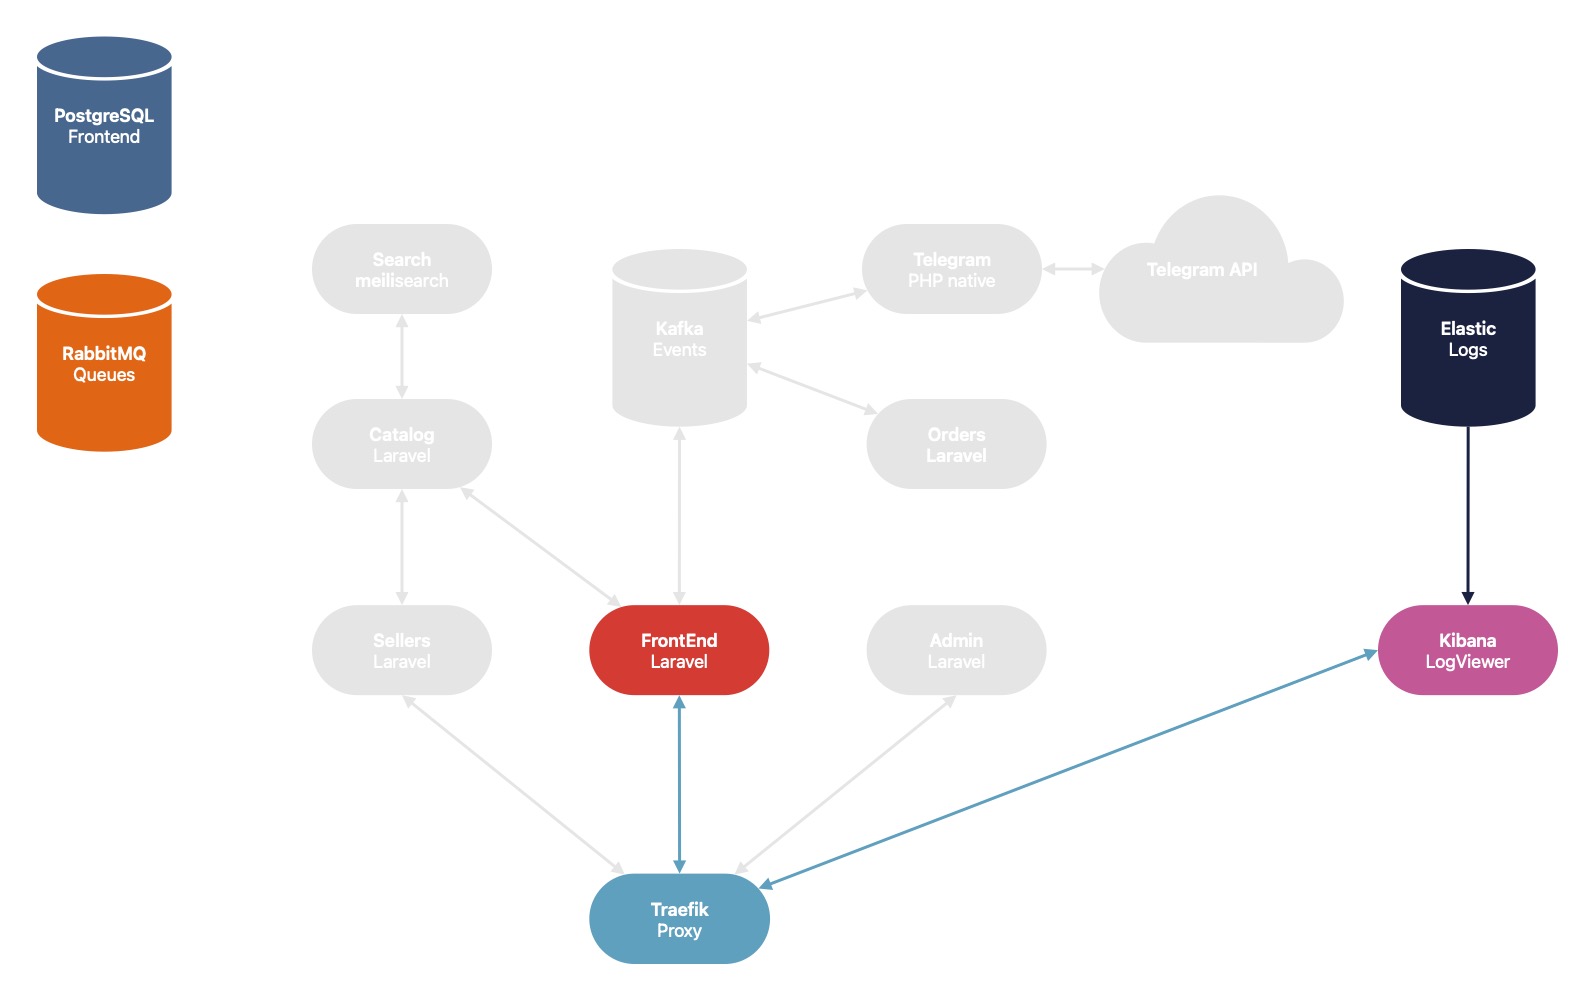 PostgreSQL
Frontend
RabbitMQ
Queues
Search
meilisearch
Kafka
Events
Telegram
PHP native
Telegram API
Elastic
Logs
Catalog
Laravel
Orders
Laravel
Sellers
Laravel
FrontEnd
Laravel
Admin
Laravel
Kibana
LogViewer
Traefik
Proxy